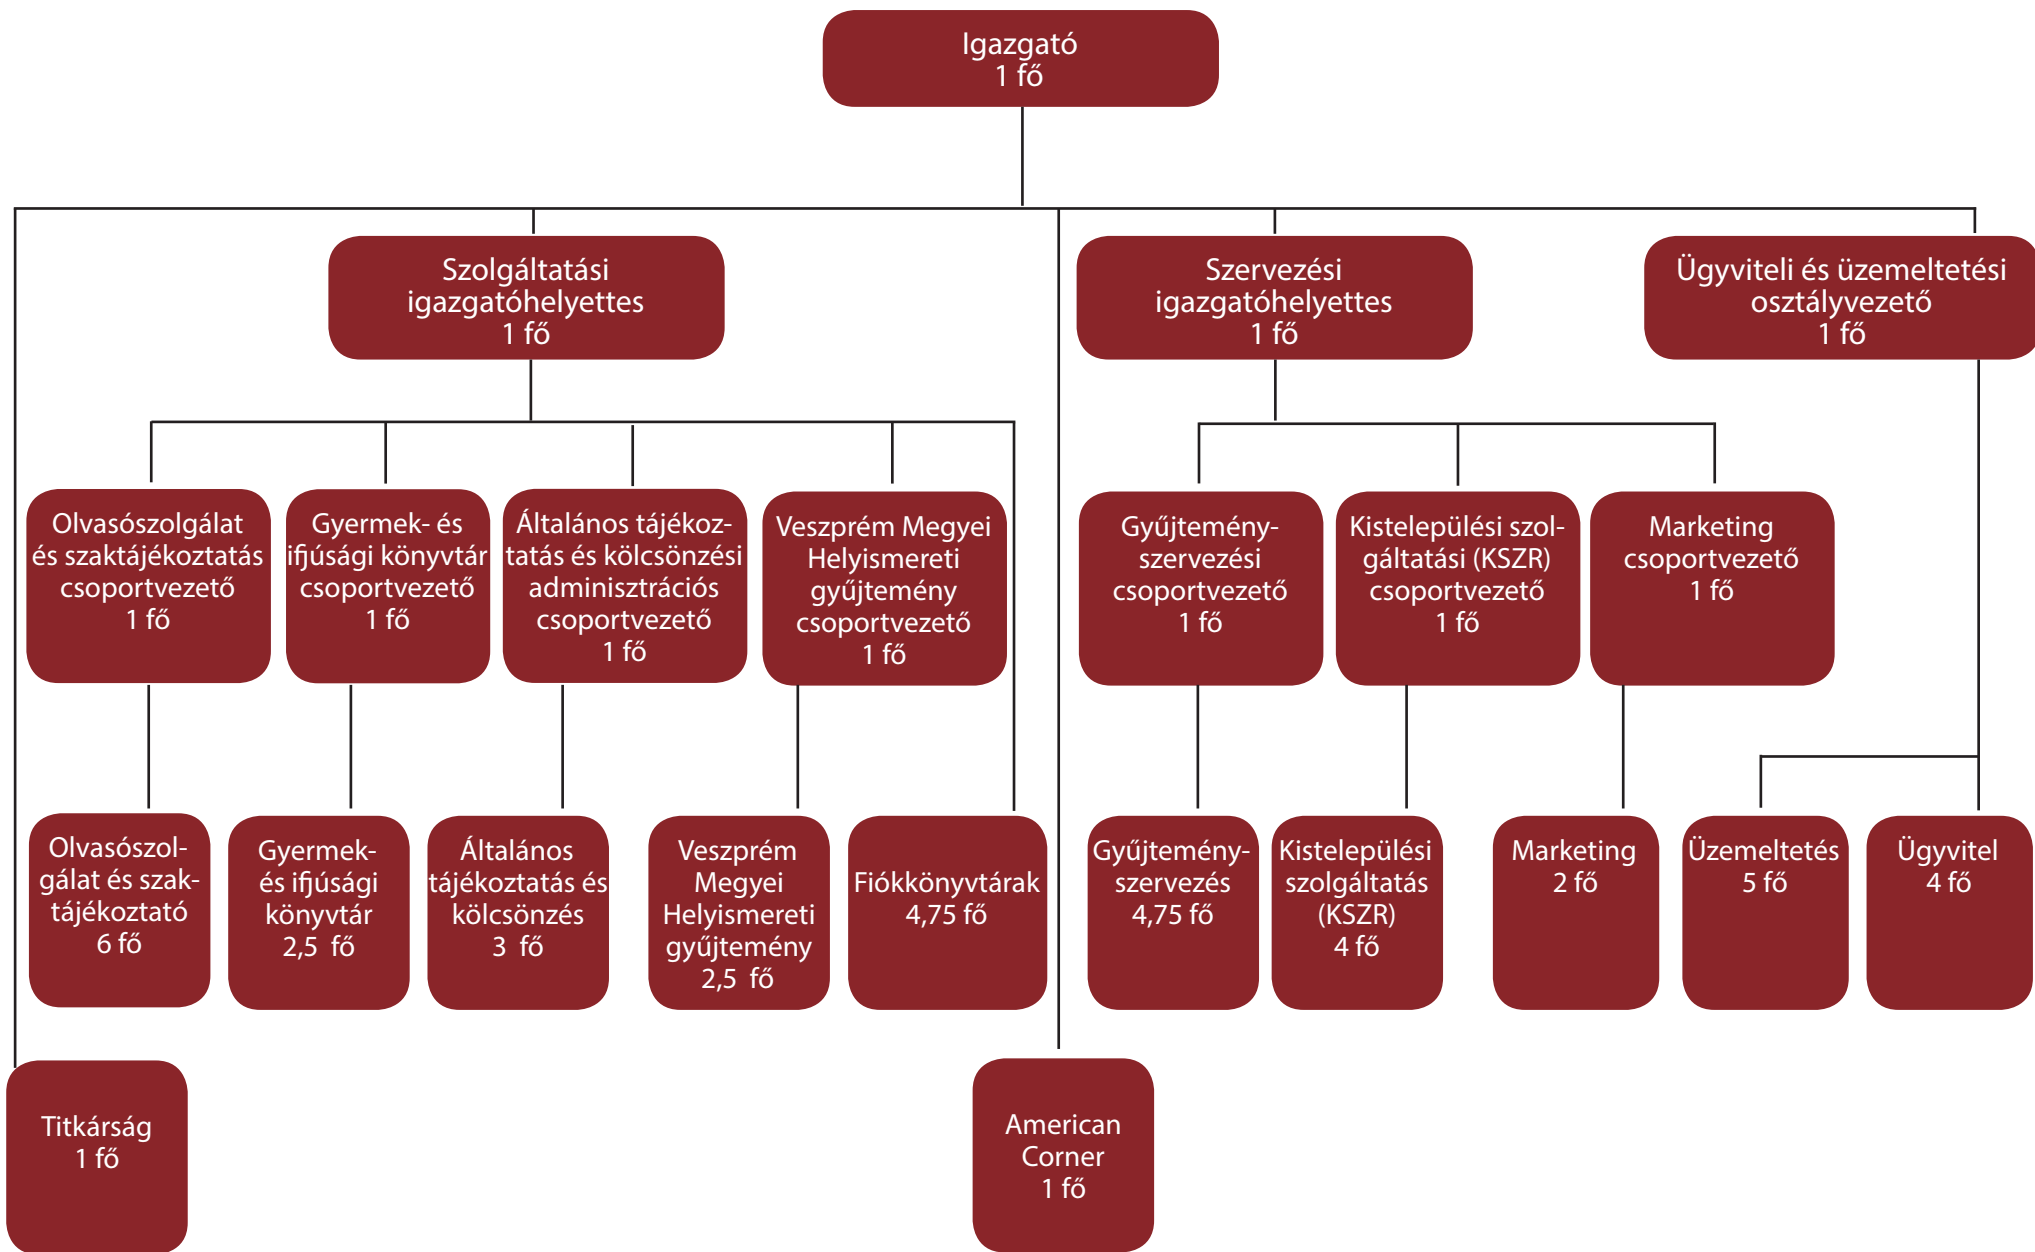 Igazgató
1 fő
Szolgáltatási
igazgatóhelyettes
1 fő
Szervezési
igazgatóhelyettes
1 fő
Ügyviteli és üzemeltetési
osztályvezető
1 fő
Olvasószolgálat
és szaktájékoztatás
csoportvezető
1 fő
Gyermek- és
ifjúsági könyvtár
csoportvezető
1 fő
Általános tájékoz-
tatás és kölcsönzési
adminisztrációs
csoportvezető
1 fő
Veszprém Megyei
Helyismereti
gyűjtemény
csoportvezető
1 fő
Gyűjtemény-
szervezési
csoportvezető
1 fő
Kistelepülési szol-
gáltatási (KSZR)
csoportvezető
1 fő
Marketing
csoportvezető
1 fő
Olvasószol-
gálat és szak-
tájékoztató
6 fő
Gyermek-
és ifjúsági
könyvtár
2,5 fő
Általános
tájékoztatás és
kölcsönzés
3 fő
Veszprém
Megyei
Helyismereti
gyűjtemény
2,5 fő
Fiókkönyvtárak
4,75 fő
Gyűjtemény-
szervezés
4,75 fő
Kistelepülési
szolgáltatás
(KSZR)
4 fő
Marketing
2 fő
Üzemeltetés
5 fő
Ügyvitel
4 fő
Titkárság
1 fő
American
Corner
1 fő